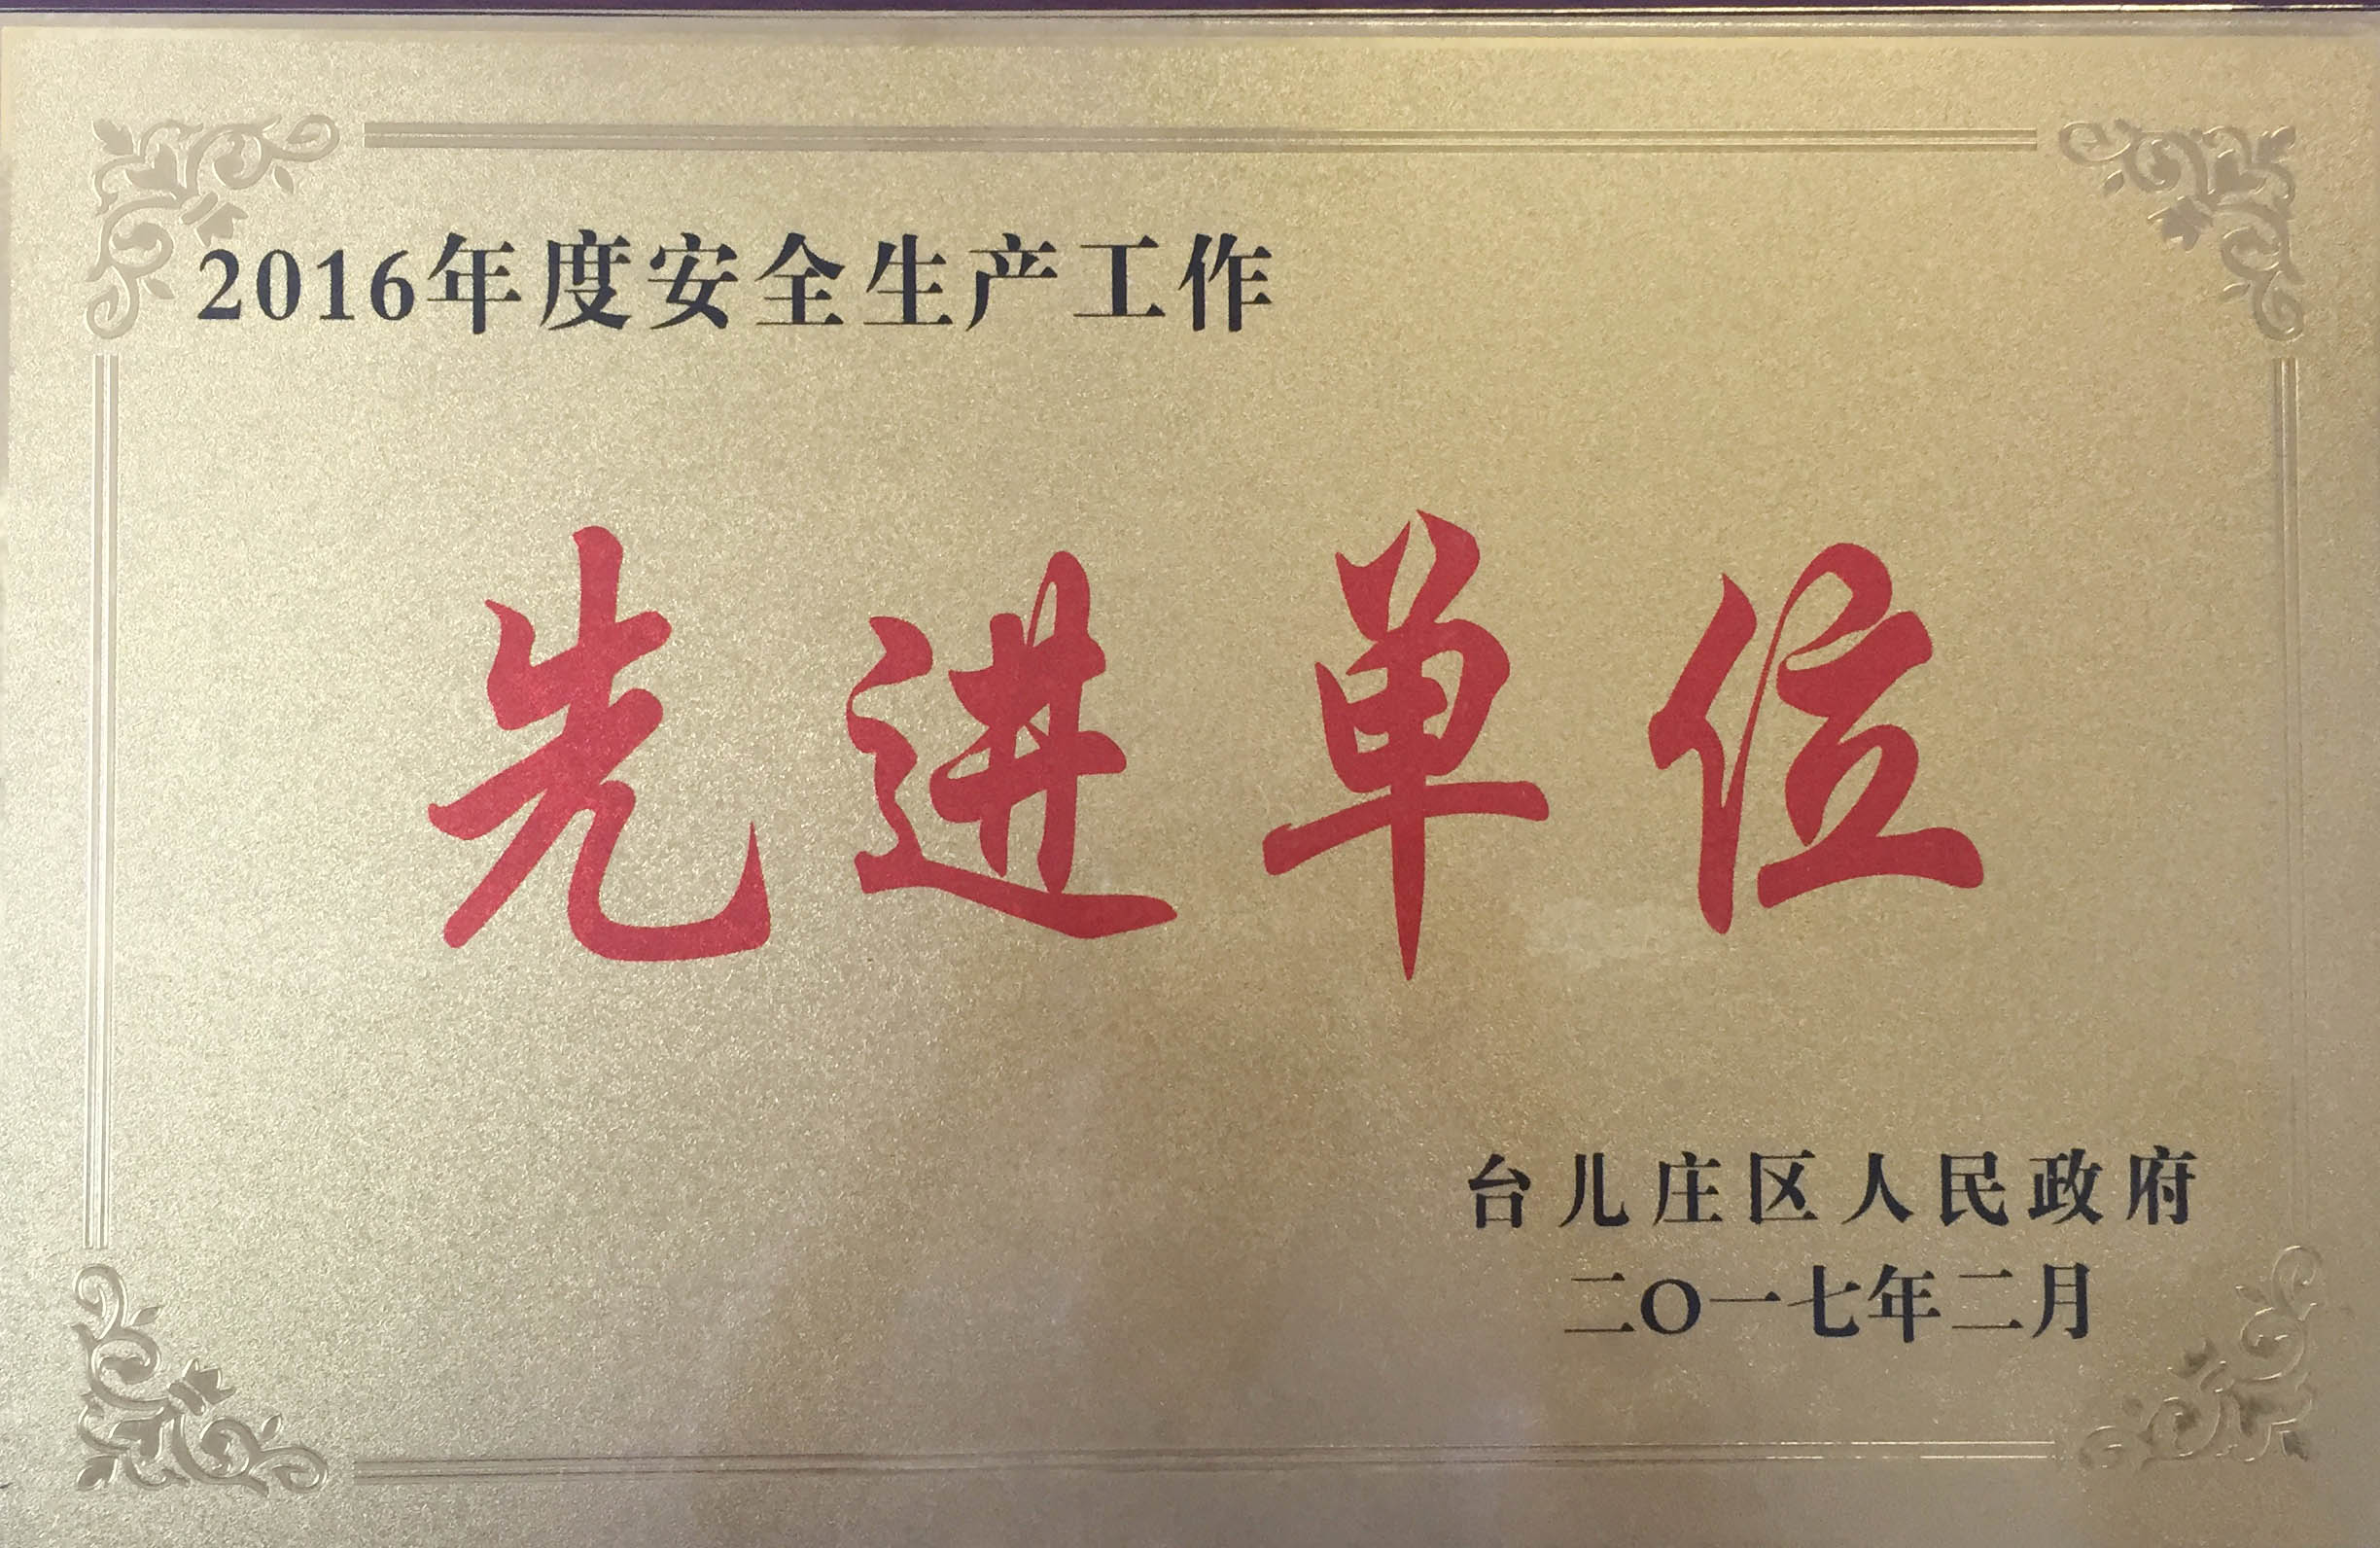 2016年度安全生产工作
先进单位
台儿庄区人民政府
二〇一七年二月